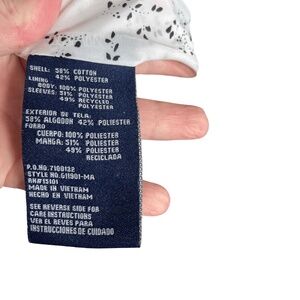 SHELL: 58% COTTON
42% POLYESTER
LINING
BODY: 100% POLYESTER
SLEEVES: 51% POLYESTER
49% RECYCLED
POLYESTER
EXTERIOR DE TELA:
58% ALGODON 42% POLIESTER
FORRO
CUERPO: 100% POLIESTER
MANGA: 51% POLIESTER
49% POLIESTER
RECICLADA
P.O.NO. 7100132
STYLE NO. 611901-MA
RN#15101
MADE IN VIETNAM
HECHO EN VIETNAM
SEE REVERSE SIDE FOR
CARE INSTRUCTIONS
VER EL REVES PARA
INSTRUCCIONES DE CUIDADO